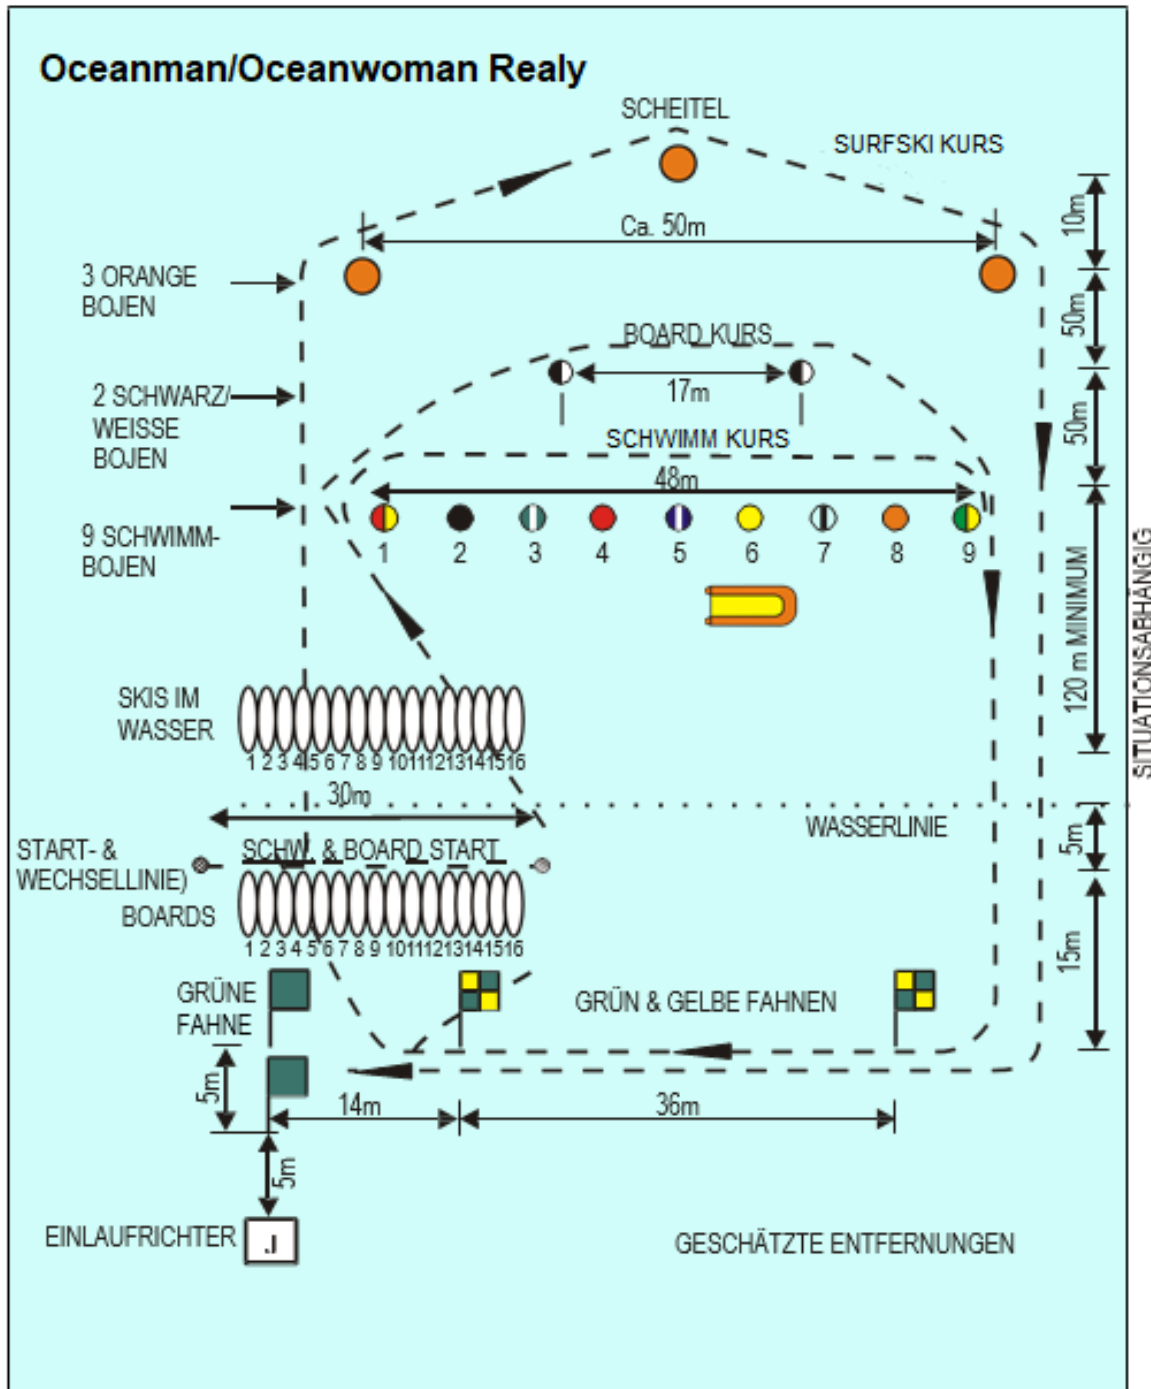 Oceanman/Oceanwoman Realy
SCHEITEL
SURFSKI KURS
10m
Ca. 50m
3 ORANGE
BOJEN
50m
BOARD KURS
2 SCHWARZ/
WEISSE
BOJEN
17m
50m
SCHWIMM KURS
48m
9 SCHWIMM-
BOJEN
1 2 3 4 5 6 7 8 9
120 m MINIMUM
SITUATIONSABHÄNGIG
SKIS IM
WASSER
1 2 3 4 5 6 7 8 9 10 11 12 13 14 15 16
30m
WASSERLINIE
5m
START- &
WECHSELLINIE)
SCHW. & BOARD START
BOARDS
1 2 3 4 5 6 7 8 9 10 11 12 13 14 15 16
15m
GRÜNE
FAHNE
GRÜN & GELBE FAHNEN
5m
14m
36m
5m
EINLAUFRICHTER
J.
GESCHÄTZTE ENTFERNUNGEN